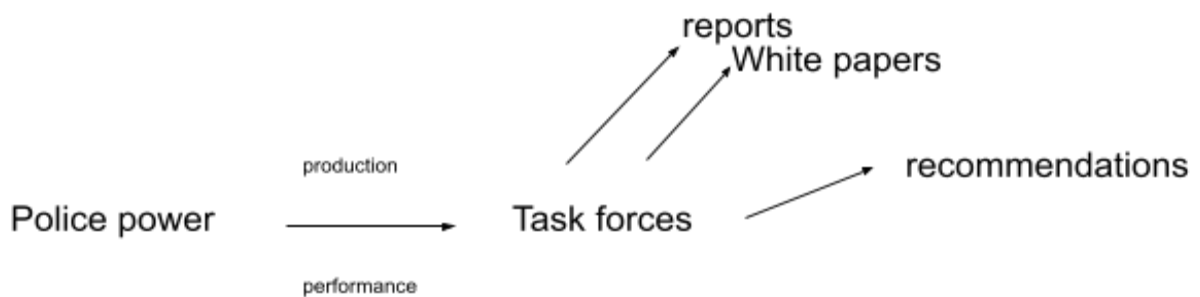 reports
White papers
production
recommendations
Police power
Task forces
performance